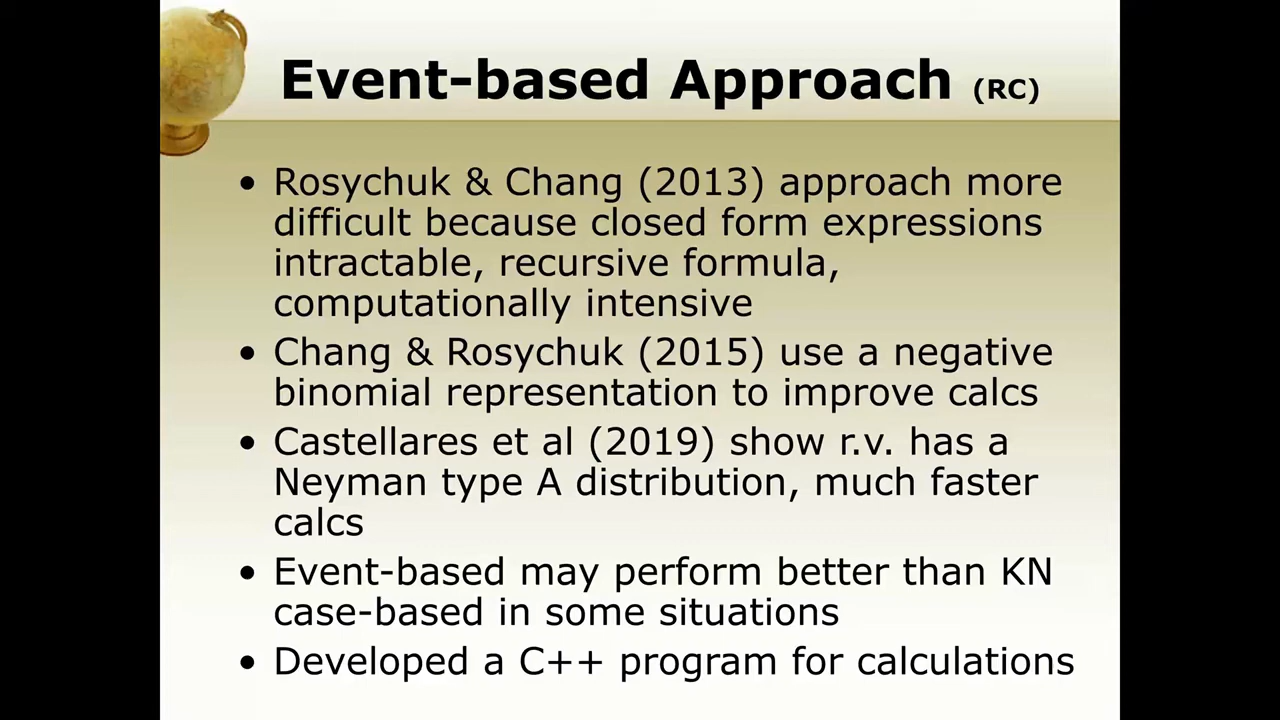 Event-based Approach (RC)
• Rosychuk & Chang (2013) approach more
difficult because closed form expressions
intractable, recursive formula,
computationally intensive
• Chang & Rosychuk (2015) use a negative
binomial representation to improve calcs
• Castellares et al (2019) show r.v. has a
Neyman type A distribution, much faster
calcs
• Event-based may perform better than KN
case-based in some situations
• Developed a C++ program for calculations